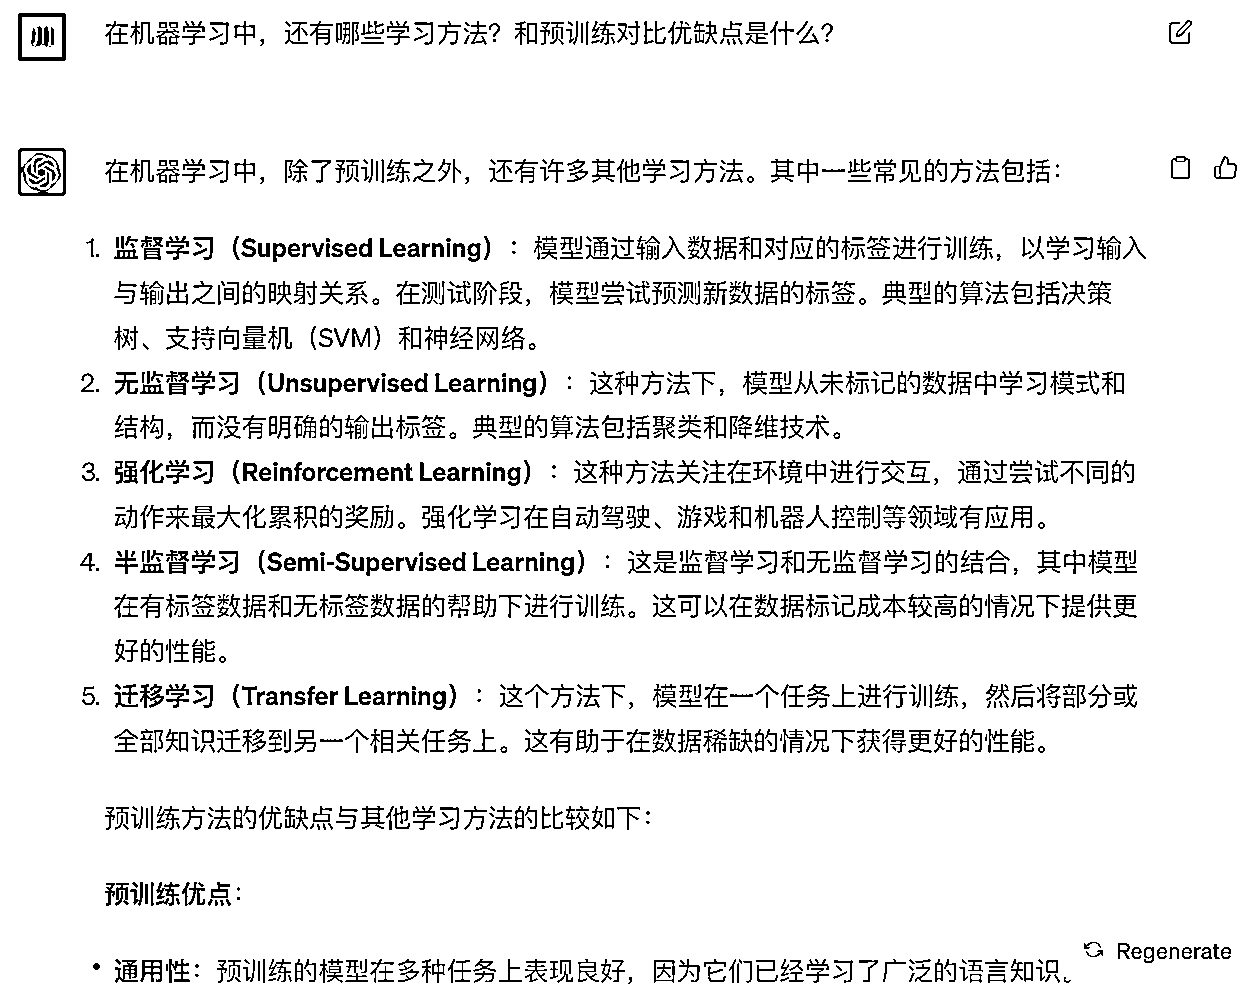 在机器学习中，还有哪些学习方法？和预训练对比优缺点是什么？
在机器学习中，除了预训练之外，还有许多其他学习方法。其中一些常见的方法包括：
1. 监督学习（Supervised Learning）：模型通过输入数据和对应的标签进行训练，以学习输入
与输出之间的映射关系。在测试阶段，模型尝试预测新数据的标签。典型的算法包括决策
树、支持向量机（SVM）和神经网络。
2. 无监督学习（Unsupervised Learning）：这种方法下，模型从未标记的数据中学习模式和
结构，而没有明确的输出标签。典型的算法包括聚类和降维技术。
3. 强化学习（Reinforcement Learning）：这种方法关注在环境中进行交互，通过尝试不同的
动作来最大化累积的奖励。强化学习在自动驾驶、游戏和机器人控制等领域有应用。
4. 半监督学习（Semi-Supervised Learning）：这是监督学习和无监督学习的结合，其中模型
在有标签数据和无标签数据的帮助下进行训练。这可以在数据标记成本较高的情况下提供更
好的性能。
5. 迁移学习（Transfer Learning）：这个方法下，模型在一个任务上进行训练，然后将部分或
全部知识迁移到另一个相关任务上。这有助于在数据稀缺的情况下获得更好的性能。
预训练方法的优缺点与其他学习方法的比较如下：
预训练优点：
Regenerate
• 通用性：预训练的模型在多种任务上表现良好，因为它们已经学习了广泛的语言知识。